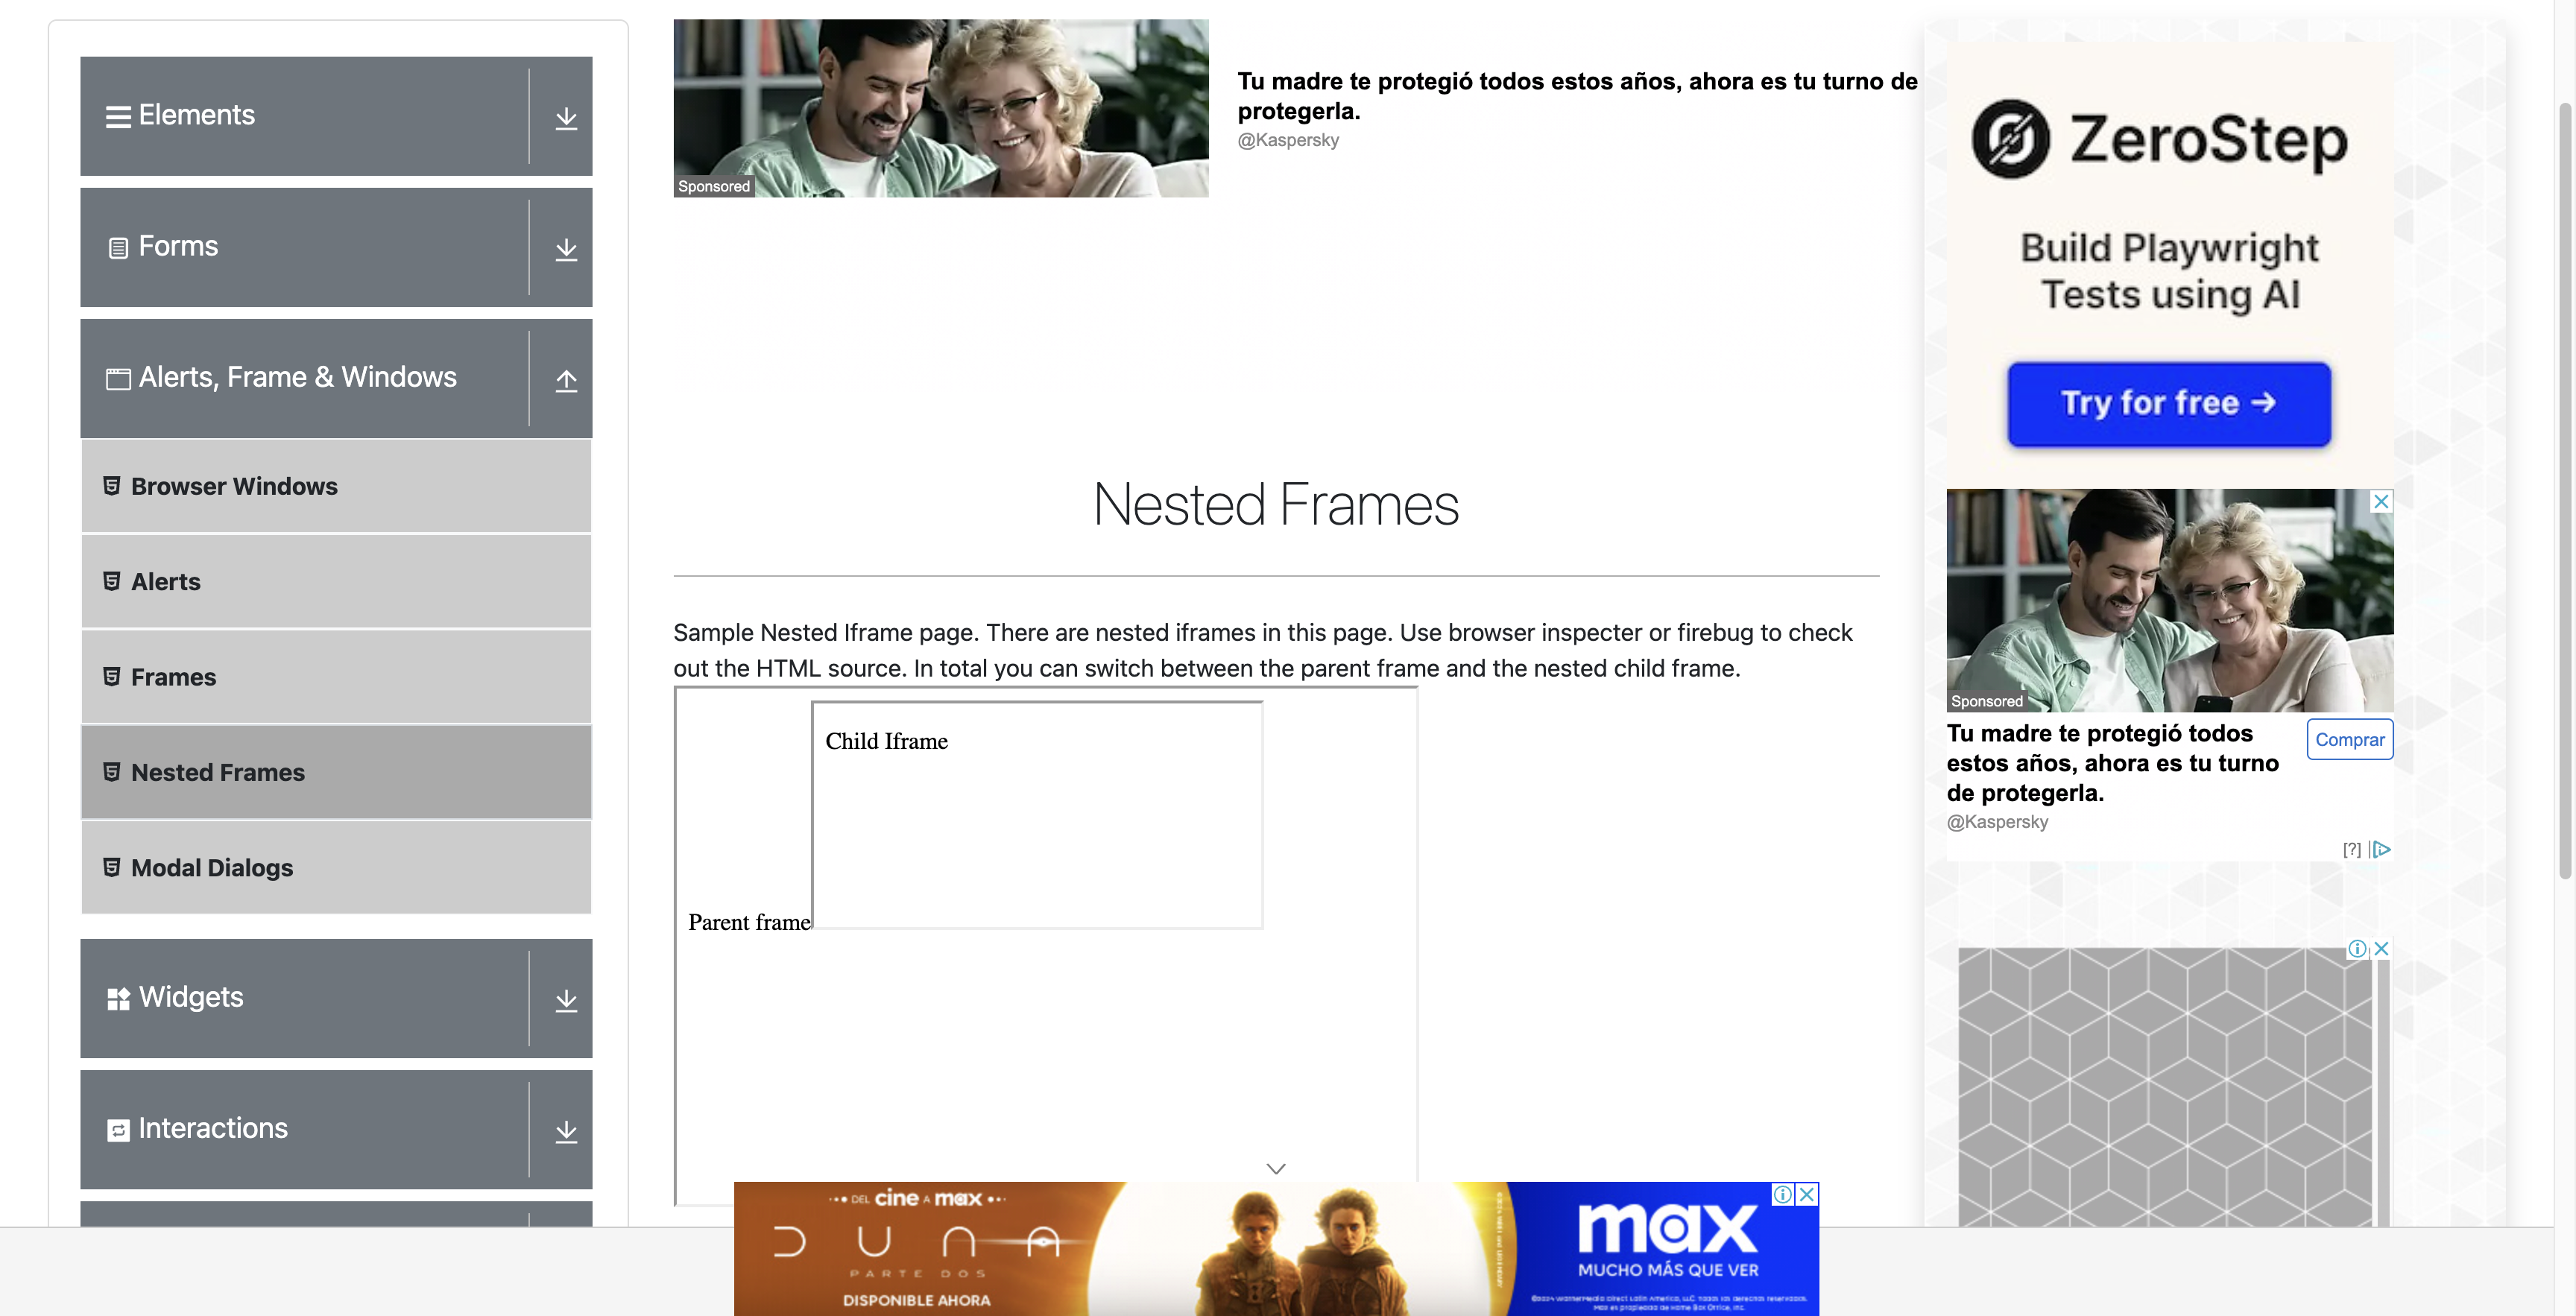 Elements
Forms
Alerts, Frame & Windows
Browser Windows
Alerts
Frames
Nested Frames
Modal Dialogs
Widgets
Interactions
Sponsored
Tu madre te protegió todos estos años, ahora es tu turno de
protegerla.
@Kaspersky
Nested Frames
Sample Nested Iframe page. There are nested iframes in this page. Use browser inspecter or firebug to check
out the HTML source. In total you can switch between the parent frame and the nested child frame.
Child Iframe
Parent frame
ZeroStep
Build Playwright
Tests using AI
Try for free →
Sponsored
Tu madre te protegió todos
estos años, ahora es tu turno
de protegerla.
Comprar
@Kaspersky
[?]
DEL cine A max
DUNA
PARTE DOS
DISPONIBLE AHORA
max
MUCHO MÁS QUE VER